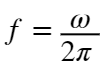 f = ω/2π